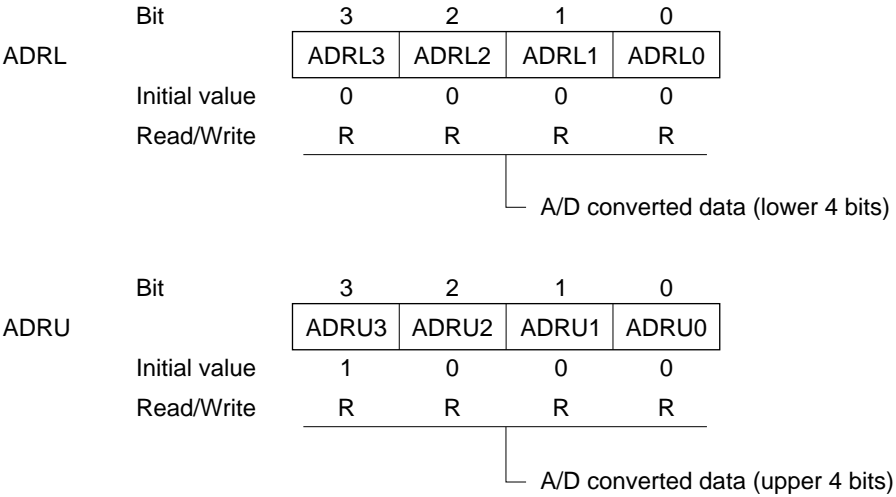 Bit 3 2 1 0
ADRL ADRL3 ADRL2 ADRL1 ADRL0
Initial value 0 0 0 0
Read/Write R R R R
A/D converted data (lower 4 bits)
Bit 3 2 1 0
ADRU ADRU3 ADRU2 ADRU1 ADRU0
Initial value 1 0 0 0
Read/Write R R R R
A/D converted data (upper 4 bits)